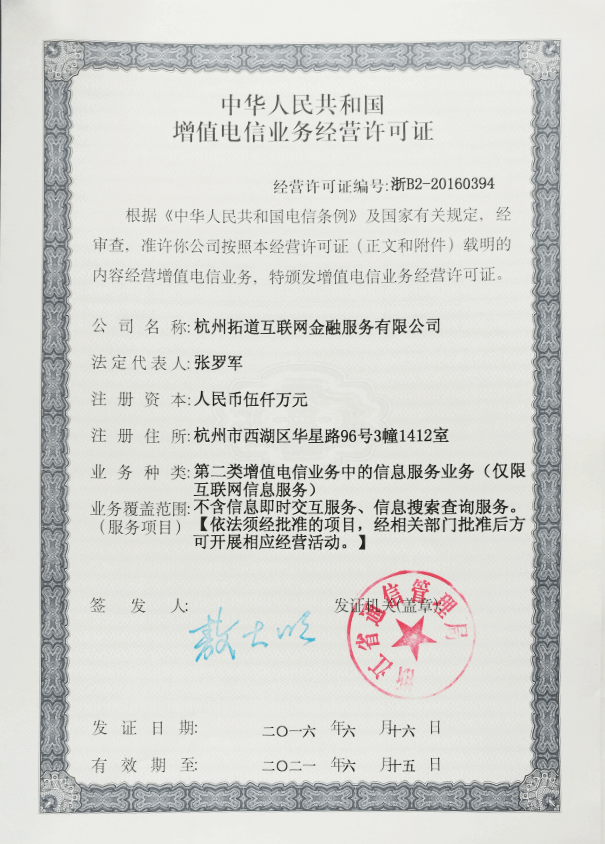 中华人民共和国
增值电信业务经营许可证
经营许可证编号:浙B2-20160394
根据《中华人民共和国电信条例》及国家有关规定，经
审查，准许你公司按照本经营许可证（正文和附件）载明的
内容经营增值电信业务，特颁发增值电信业务经营许可证。
公司名称:杭州拓道互联网金融服务有限公司
法定代表人:张罗军
注册资本:人民币伍仟万元
注册住所:杭州市西湖区华星路96号3幢1412室
业务种类:第二类增值电信业务中的信息服务业务（仅限
互联网信息服务）
业务覆盖范围:不含信息即时交互服务、信息搜索查询服务。
（服务项目）【依法须经批准的项目，经相关部门批准后方
可开展相应经营活动。】
签发人:
发证机关(盖章):
浙江省通信管理局
发证日期: 二〇一六 年六 月十六 日
有效期至: 二〇二一 年六 月十五 日